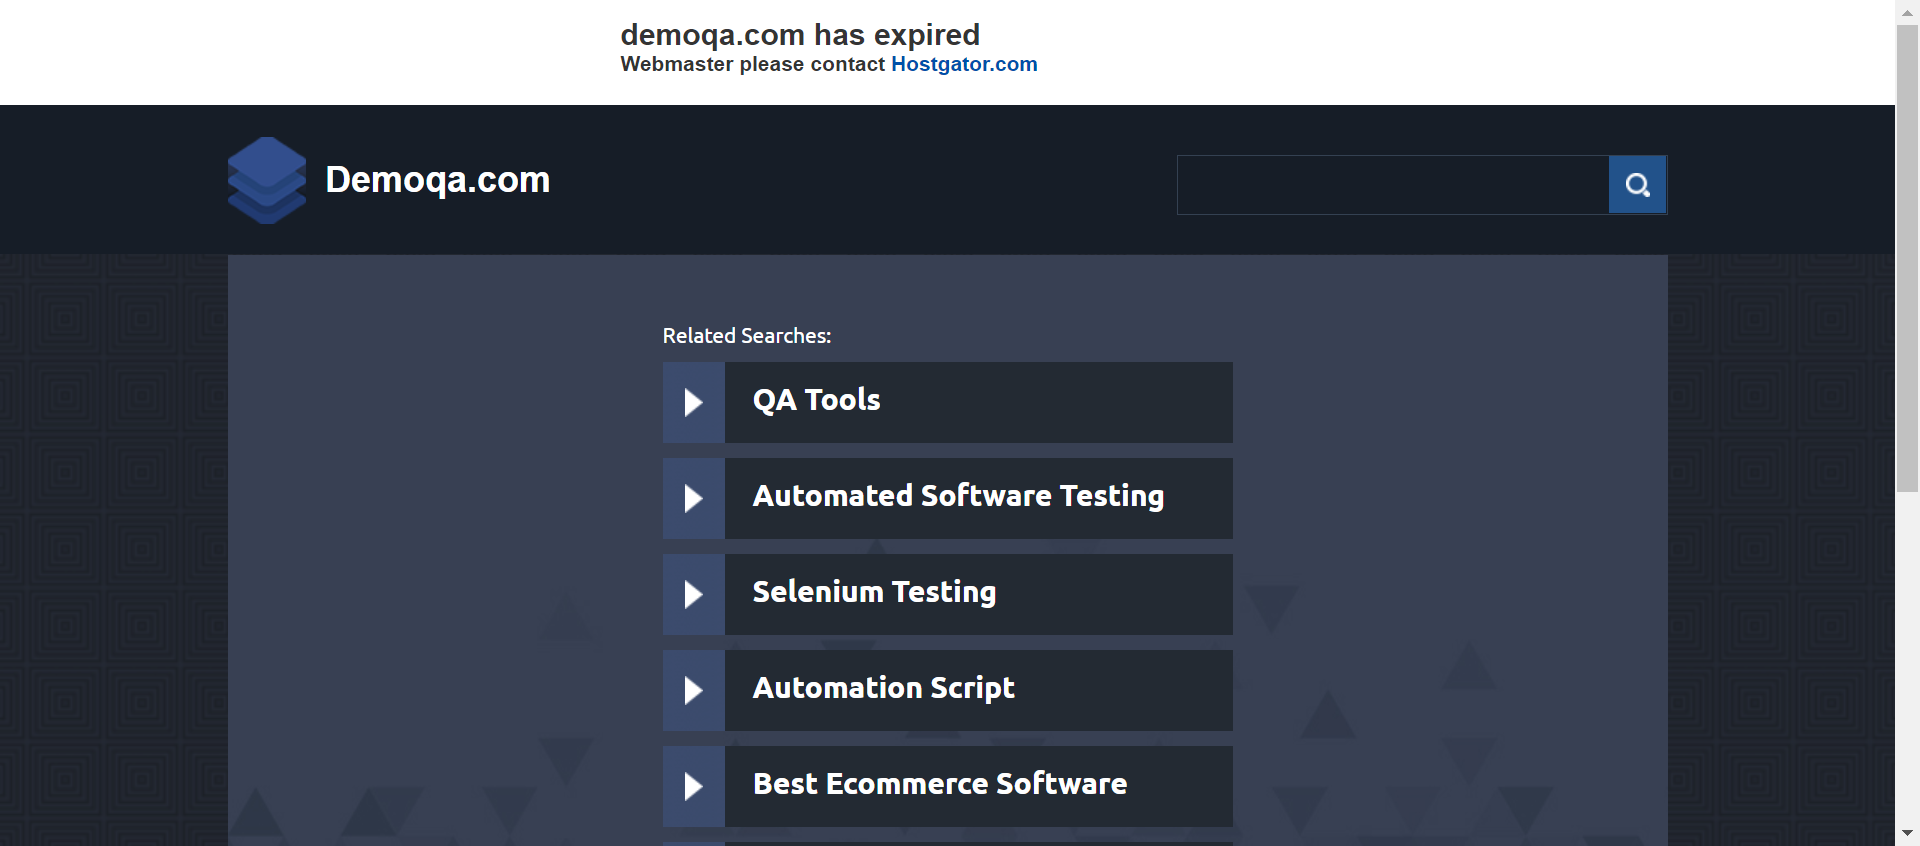 demoqa.com has expired
Webmaster please contact Hostgator.com
Demoqa.com
Related Searches:
QA Tools
Automated Software Testing
Selenium Testing
Automation Script
Best Ecommerce Software